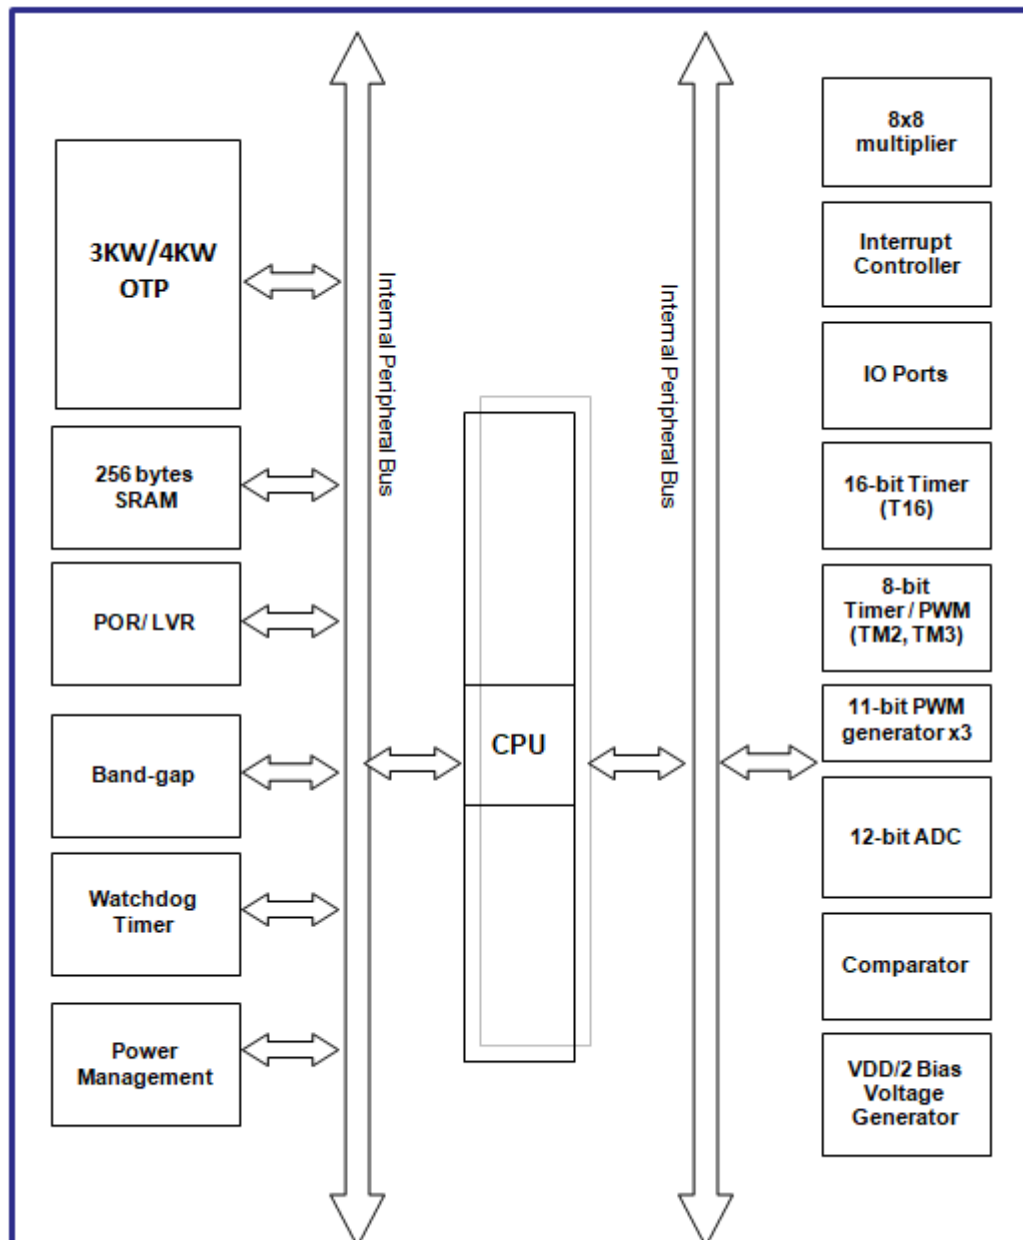 3KW/4KW
OTP
256 bytes
SRAM
POR/ LVR
Band-gap
Watchdog
Timer
Power
Management
Internal Peripheral Bus
CPU
Internal Peripheral Bus
8x8
multiplier
Interrupt
Controller
IO Ports
16-bit Timer
(T16)
8-bit
Timer / PWM
(TM2, TM3)
11-bit PWM
generator x3
12-bit ADC
Comparator
VDD/2 Bias
Voltage
Generator